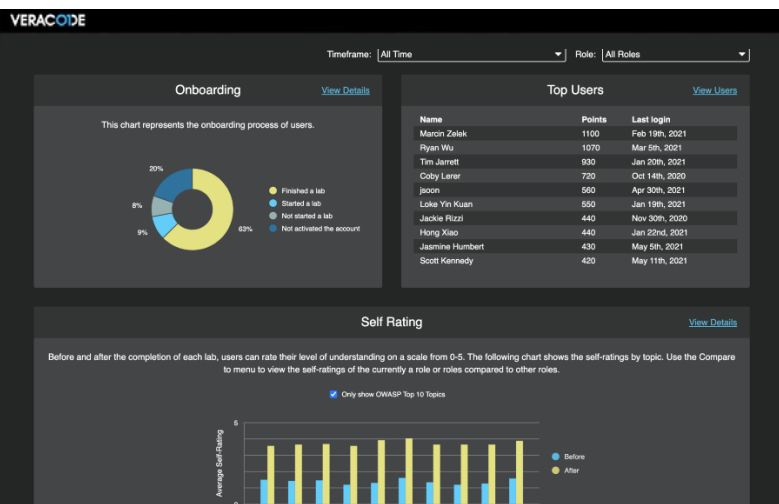 VERACODE
Timeframe: All Time Role: All Roles
Onboarding View Details
This chart represents the onboarding process of users.
20%
8%
9%
63%
Finished a lab
Started a lab
Not started a lab
Not activated the account
Top Users View Users
Name Points Last login
Marcin Zelek 1100 Feb 19th, 2021
Ryan Wu 1070 Mar 5th, 2021
Tim Jarrett 930 Jan 20th, 2021
Coby Lerer 720 Oct 14th, 2020
jsoon 560 Apr 30th, 2021
Loke Yin Kuan 550 Jan 19th, 2021
Jackie Rizzi 440 Nov 30th, 2020
Hong Xiao 440 Jan 22nd, 2021
Jasmine Humbert 430 May 5th, 2021
Scott Kennedy 420 May 11th, 2021
Self Rating View Details
Before and after the completion of each lab, users can rate their level of understanding on a scale from 0-5. The following chart shows the self-ratings by topic. Use the Compare
to menu to view the self-ratings of the currently a role or roles compared to other roles.
Only show OWASP Top 10 Topics
5
Average Self-Rating
0
Before
After